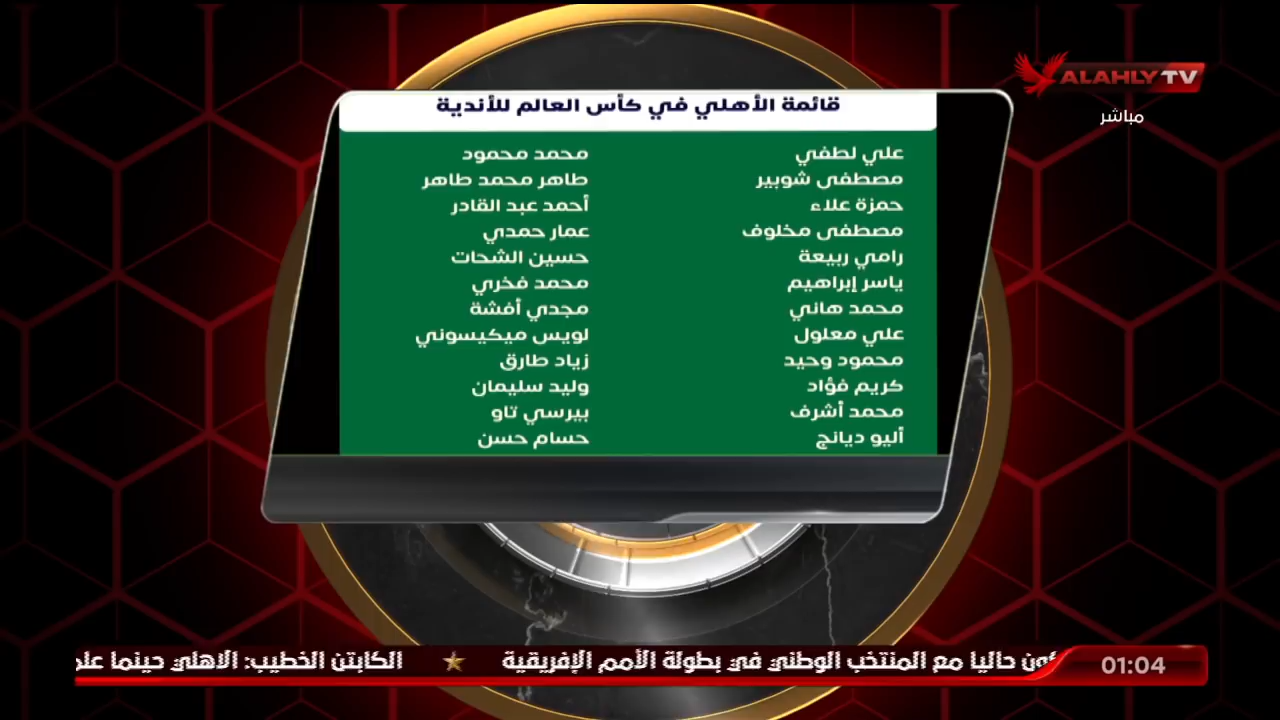 ALAHLY TV
مباشر
قائمة الأهلي في كأس العالم للأندية
علي لطفي
مصطفى شوبير
حمزة علاء
مصطفى مخلوف
رامي ربيعة
ياسر إبراهيم
محمد هاني
علي معلول
محمود وحيد
كريم فؤاد
محمد أشرف
أليو ديانج
محمد محمود
طاهر محمد طاهر
أحمد عبد القادر
عمار حمدي
حسين الشحات
محمد فخري
مجدي أفشة
لويس ميكيسوني
زياد طارق
وليد سليمان
بيرسي تاو
حسام حسن
حاليا مع المنتخب الوطني في بطولة الأمم الإفريقية ★ الكابتن الخطيب: الاهلي حينما
01:04